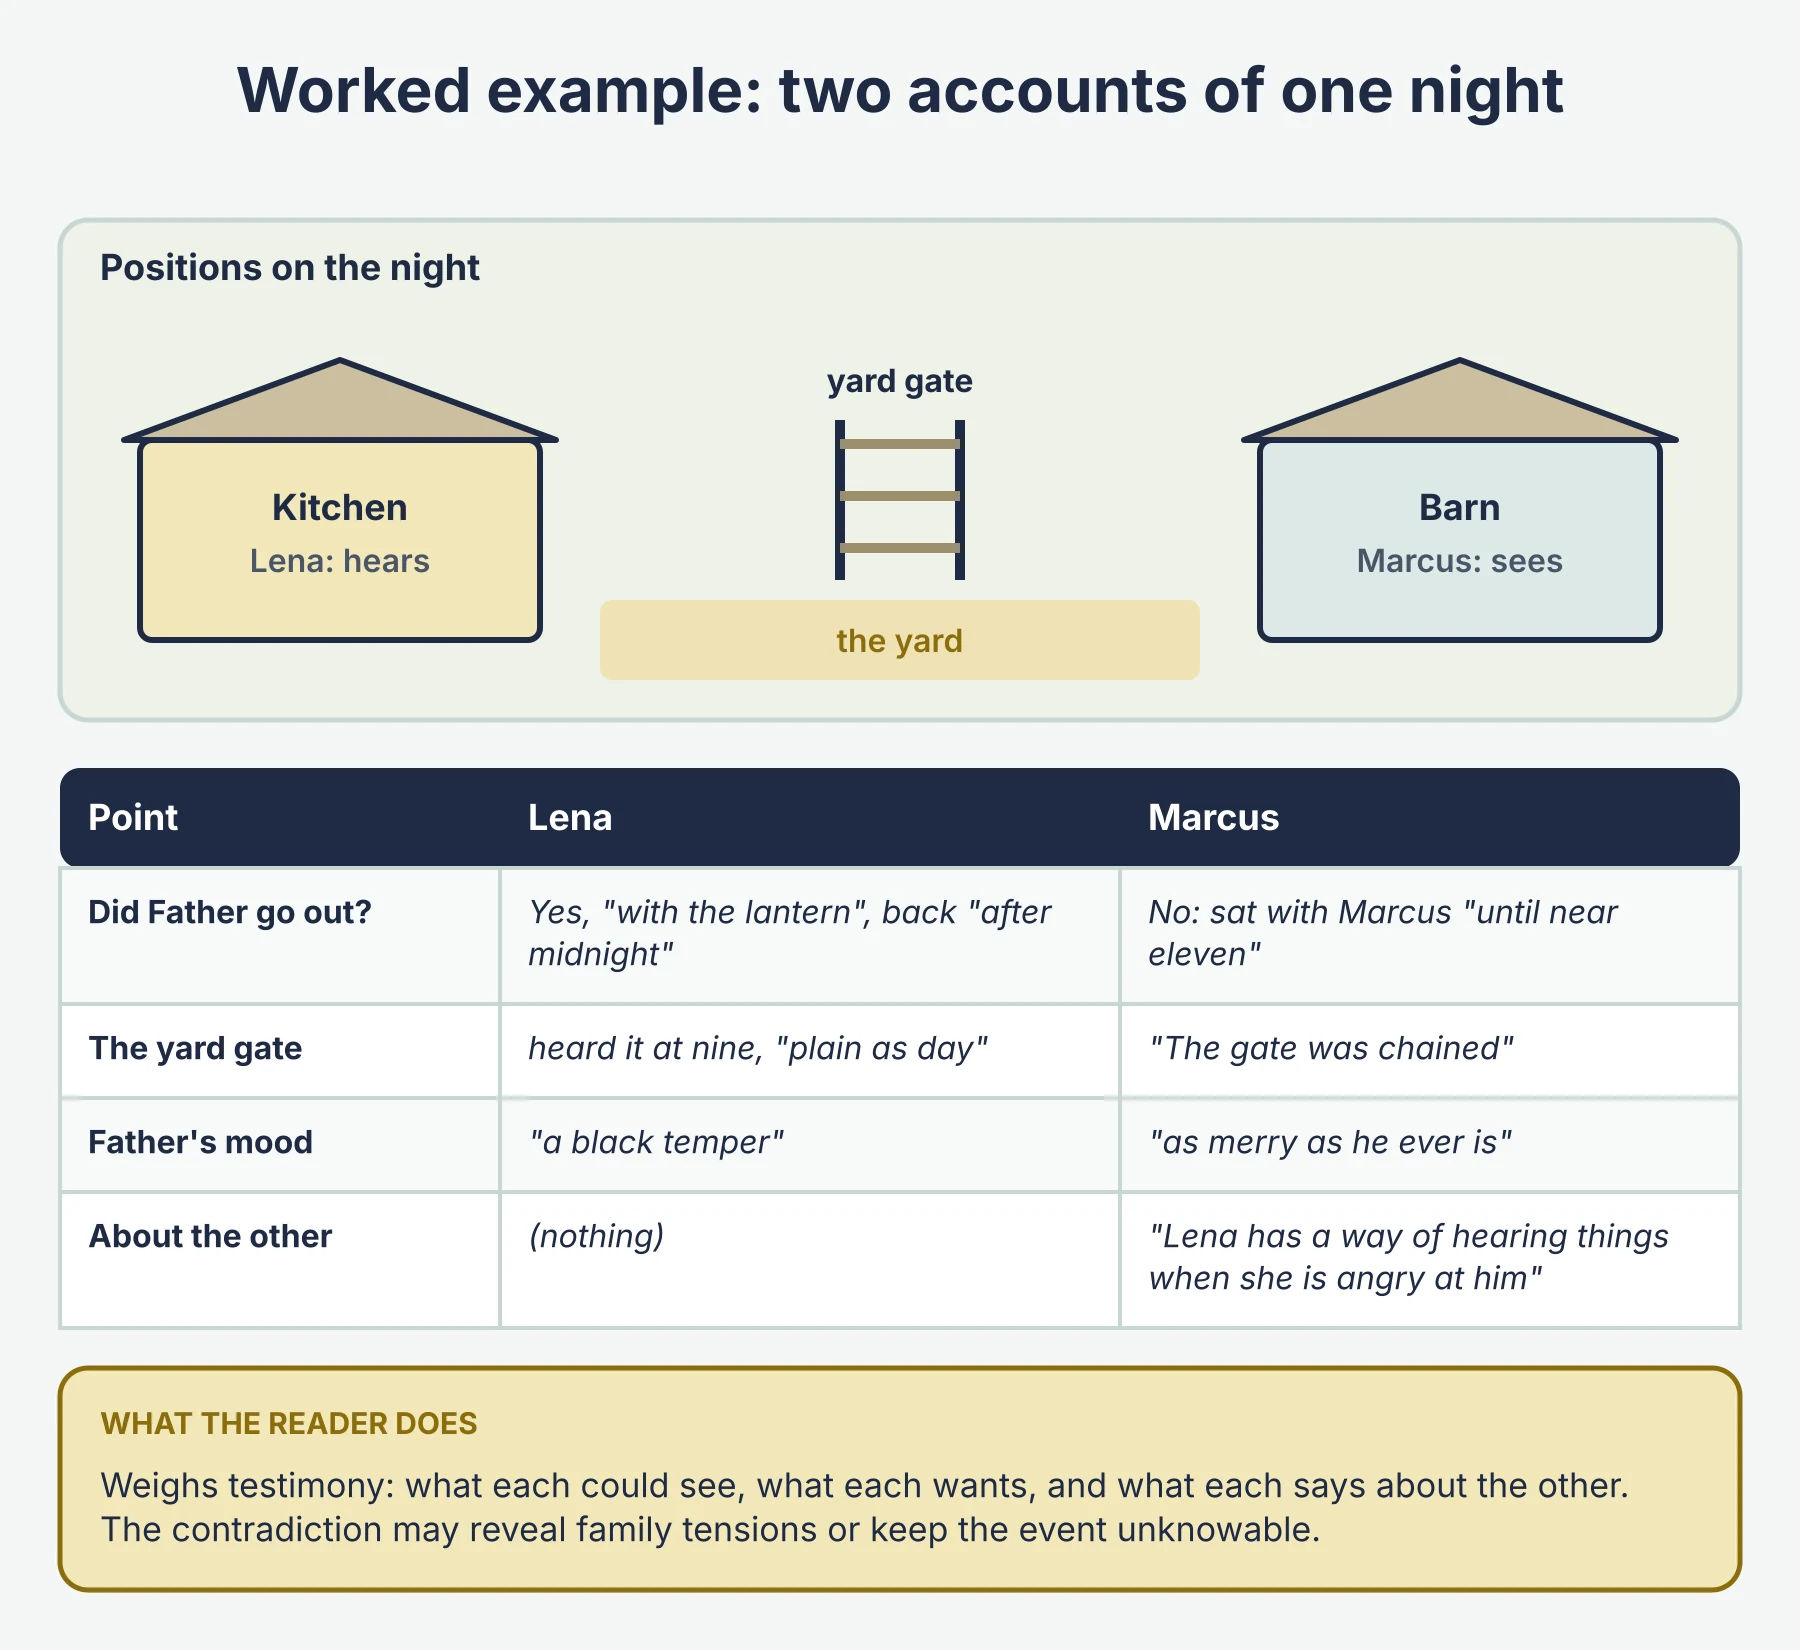 Worked example: two accounts of one night
Positions on the night
yard gate
Kitchen
Lena: hears
Barn
Marcus: sees
the yard
Point Lena Marcus
Did Father go out? Yes, "with the lantern", back "after No: sat with Marcus "until near
midnight" eleven"
The yard gate heard it at nine, "plain as day" "The gate was chained"
Father's mood "a black temper" "as merry as he ever is"
About the other (nothing) "Lena has a way of hearing things
when she is angry at him"
WHAT THE READER DOES
Weighs testimony: what each could see, what each wants, and what each says about the other.
The contradiction may reveal family tensions or keep the event unknowable.